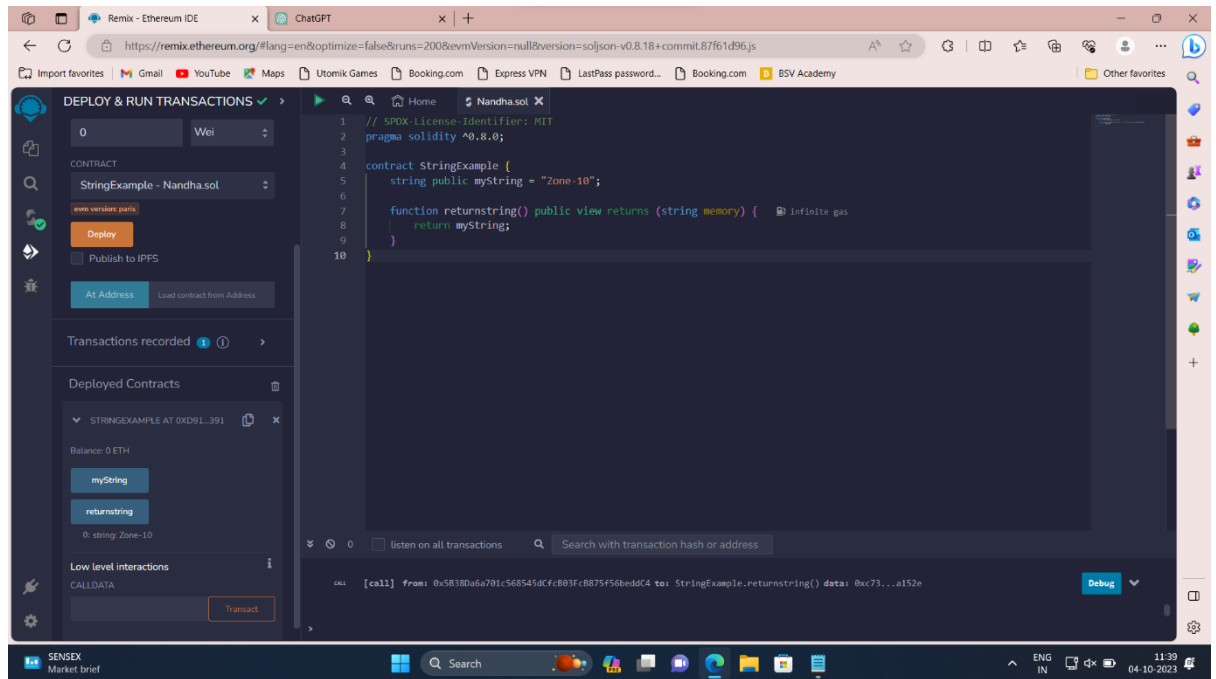 Remix - Ethereum IDE
ChatGPT
https://remix.ethereum.org/#lang=en&optimize=false&runs=200&evmVersion=null&version=soljson-v0.8.18+commit.87f61d96.js
Import favorites
Gmail
YouTube
Maps
Utomik Games
Booking.com
Express VPN
LastPass password...
Booking.com
BSV Academy
Other favorites
DEPLOY & RUN TRANSACTIONS
0
Wei
CONTRACT
StringExample - Nandha.sol
evm version: paris
Deploy
Publish to IPFS
At Address
Load contract from Address
Transactions recorded 1
Deployed Contracts
STRINGEXAMPLE AT 0XD91...391
Balance: 0 ETH
myString
returnstring
0: string: Zone-10
Low level interactions
CALLDATA
Transact
Home
Nandha.sol
1 // SPDX-License-Identifier: MIT
2 pragma solidity ^0.8.0;
3
4 contract StringExample {
5 string public myString = "Zone-10";
6
7 function returnstring() public view returns (string memory) { infinite gas
8 return myString;
9 }
10 }
0
listen on all transactions
Search with transaction hash or address
CALL [call] from: 0x5B38Da6a701c568545dCfcB03FcB875f56beddC4 to: StringExample.returnstring() data: 0xc73...a152e
Debug
>
SENSEX
Market brief
Search
ENG
IN
11:39
04-10-2023